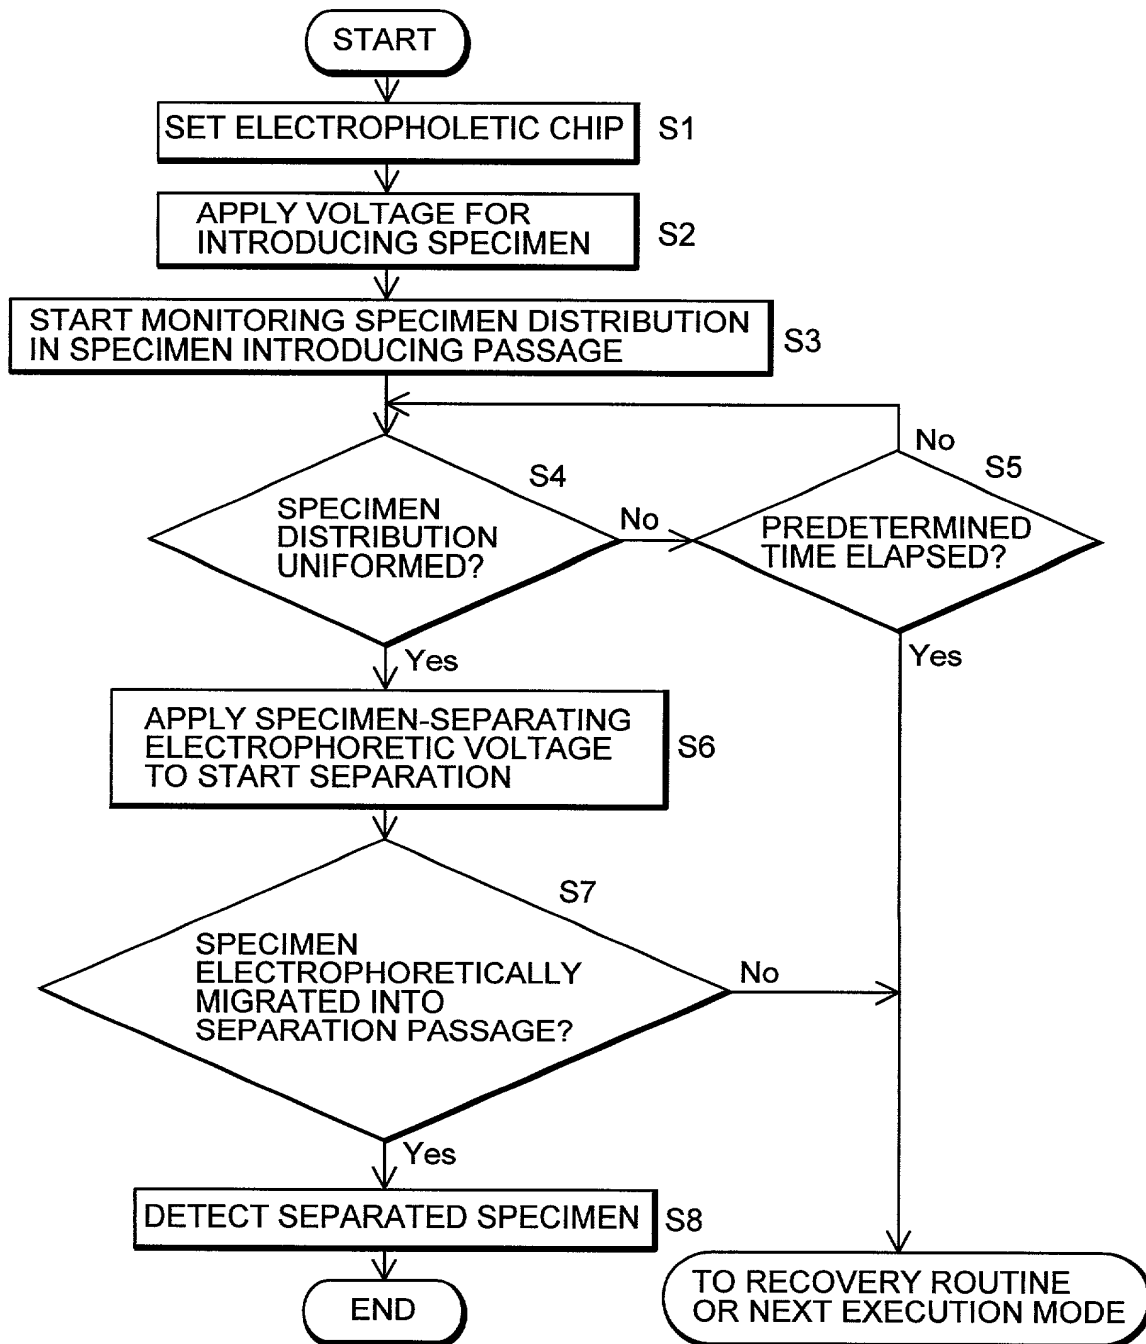 START
SET ELECTROPHOLETIC CHIP
S1
APPLY VOLTAGE FOR
INTRODUCING SPECIMEN
S2
START MONITORING SPECIMEN DISTRIBUTION
IN SPECIMEN INTRODUCING PASSAGE
S3
S4
SPECIMEN
DISTRIBUTION
UNIFORMED?
No
No
S5
PREDETERMINED
TIME ELAPSED?
Yes
Yes
APPLY SPECIMEN-SEPARATING
ELECTROPHORETIC VOLTAGE
TO START SEPARATION
S6
S7
SPECIMEN
ELECTROPHORETICALLY
MIGRATED INTO
SEPARATION PASSAGE?
No
Yes
DETECT SEPARATED SPECIMEN
S8
END
TO RECOVERY ROUTINE
OR NEXT EXECUTION MODE